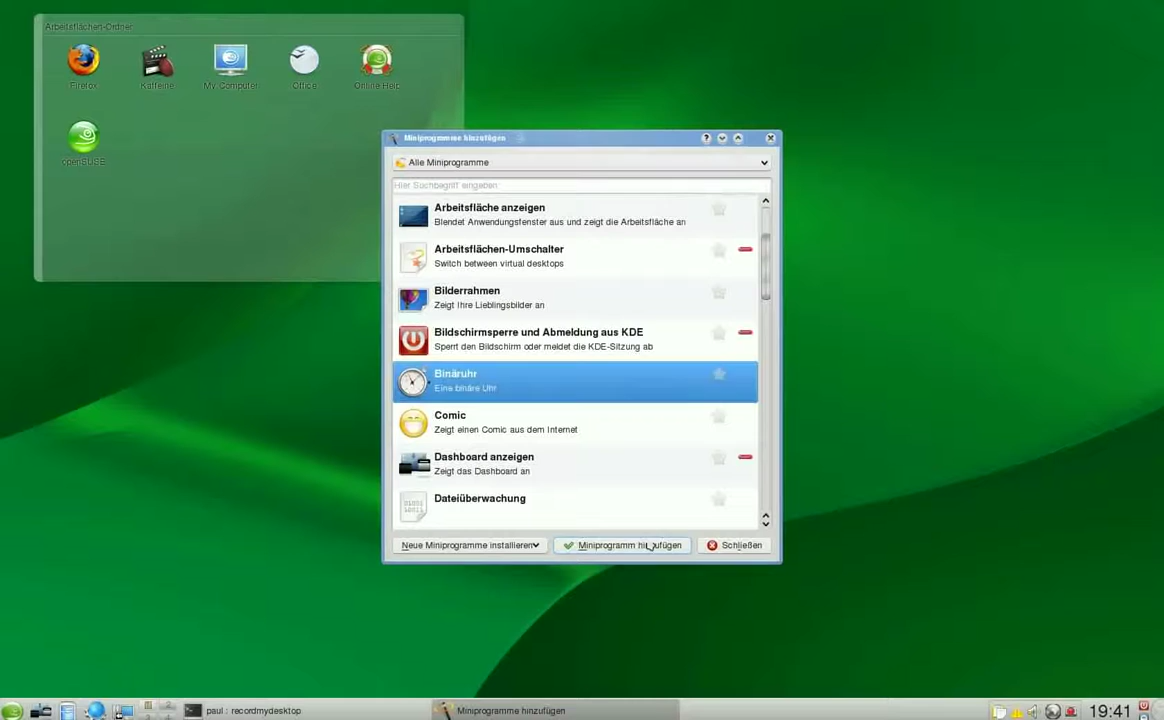 Arbeitsflächen-Ordner
Firefox
Kaffeine
My Computer
Office
Online Help
openSUSE
Miniprogramme hinzufügen
Alle Miniprogramme
Hier Suchbegriff eingeben
Arbeitsfläche anzeigen
Blendet Anwendungsfenster aus und zeigt die Arbeitsfläche an
Arbeitsflächen-Umschalter
Switch between virtual desktops
Bilderrahmen
Zeigt Ihre Lieblingsbilder an
Bildschirmsperre und Abmeldung aus KDE
Sperrt den Bildschirm oder meldet die KDE-Sitzung ab
Binäruhr
Eine binäre Uhr
Comic
Zeigt einen Comic aus dem Internet
Dashboard anzeigen
Zeigt das Dashboard an
Dateiüberwachung
Neue Miniprogramme installieren
Miniprogramm hinzufügen
Schließen
paul : recordmydesktop
Miniprogramme hinzufügen
19:41